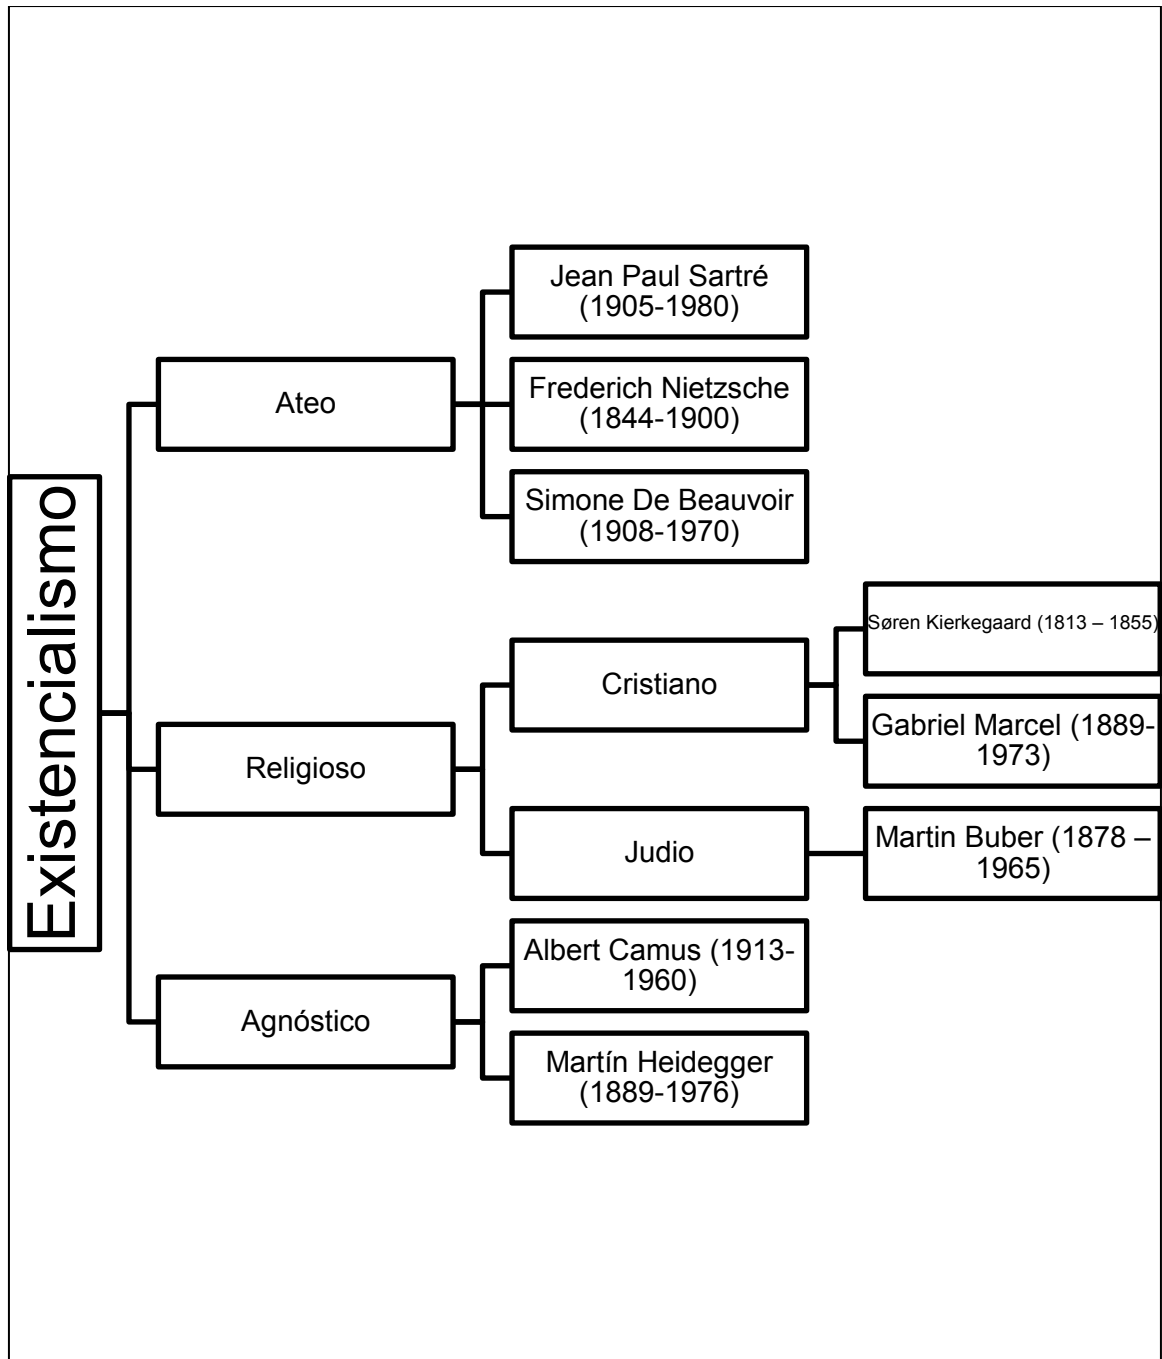 Existencialismo
Ateo
Jean Paul Sartré
(1905-1980)
Frederich Nietzsche
(1844-1900)
Simone De Beauvoir
(1908-1970)
Religioso
Cristiano
Søren Kierkegaard (1813 – 1855)
Gabriel Marcel (1889-
1973)
Judio
Martin Buber (1878 –
1965)
Agnóstico
Albert Camus (1913-
1960)
Martín Heidegger
(1889-1976)